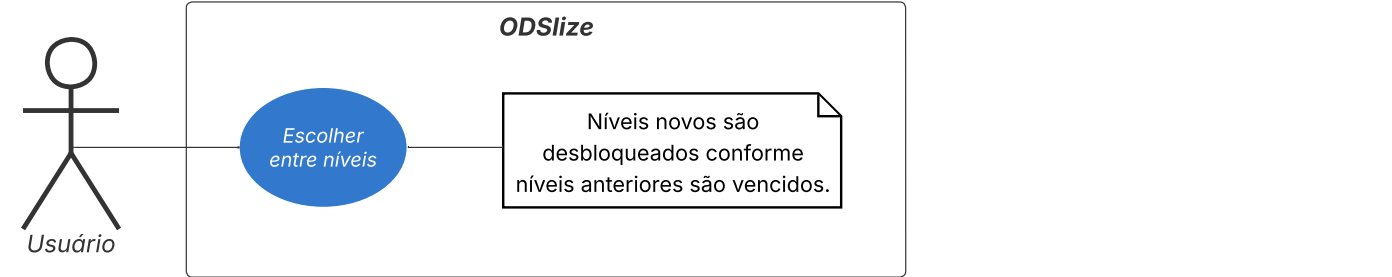 ODSlize
Níveis novos são
desbloqueados conforme
níveis anteriores são vencidos.
Escolher
entre níveis
Usuário